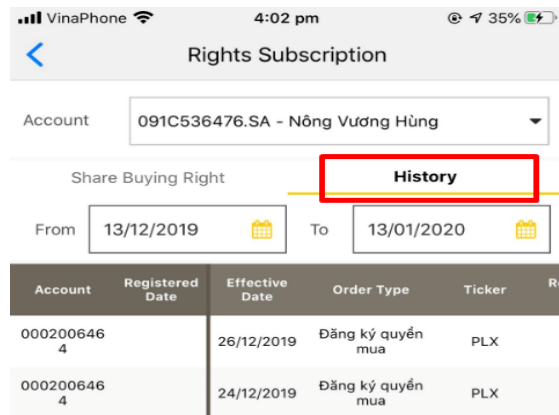 VinaPhone 4:02 pm 35%
Rights Subscription
Account 091C536476.SA - Nông Vương Hùng
Share Buying Right History
From 13/12/2019 To 13/01/2020
Account Registered Effective Order Type Ticker
Date Date
000200646 26/12/2019 Đăng ký quyền PLX
4 mua
000200646 24/12/2019 Đăng ký quyền PLX
4 mua